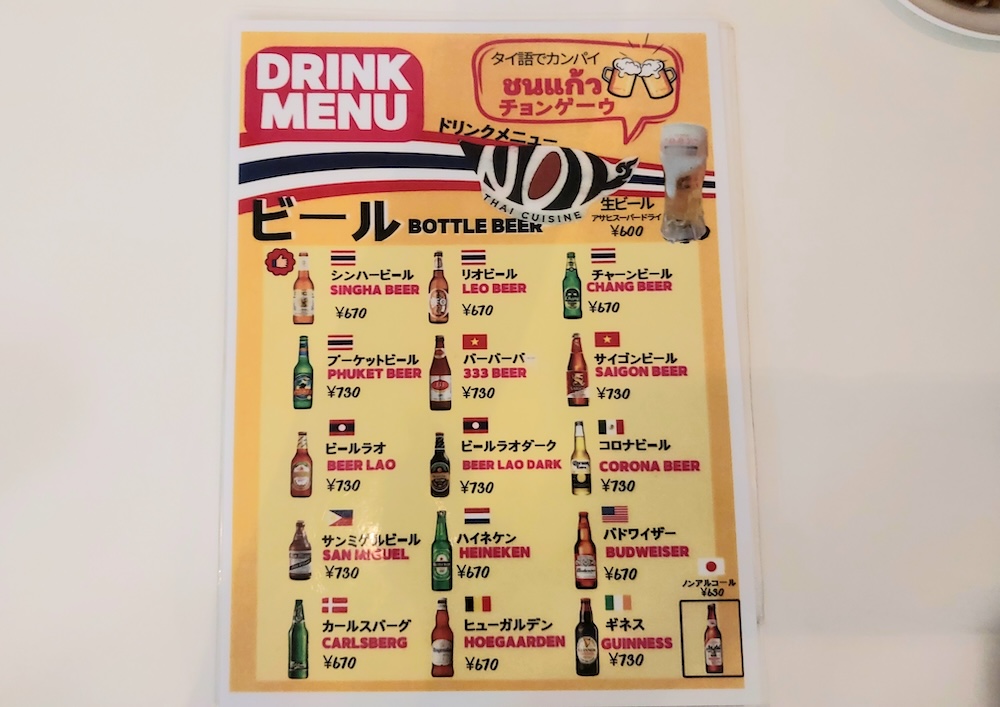 DRINK
MENU
タイ語でカンパイ
ชนแก้ว
チョンゲーウ
ドリンクメニュー
NOI
THAI CUISINE
ビール BOTTLE BEER
生ビール
アサヒスーパードライ
¥600
シンハービール
SINGHA BEER
¥670
リオビール
LEO BEER
¥670
チャーンビール
CHANG BEER
¥670
プーケットビール
PHUKET BEER
¥730
バーバーバー
333 BEER
¥730
サイゴンビール
SAIGON BEER
¥730
ビールラオ
BEER LAO
¥730
ビールラオダーク
BEER LAO DARK
¥730
コロナビール
CORONA BEER
¥730
サンミゲルビール
SAN MIGUEL
¥730
ハイネケン
HEINEKEN
¥670
バドワイザー
BUDWEISER
¥670
ノンアルコール
¥630
カールスバーグ
CARLSBERG
¥670
ヒューガルデン
HOEGAARDEN
¥670
ギネス
GUINNESS
¥730